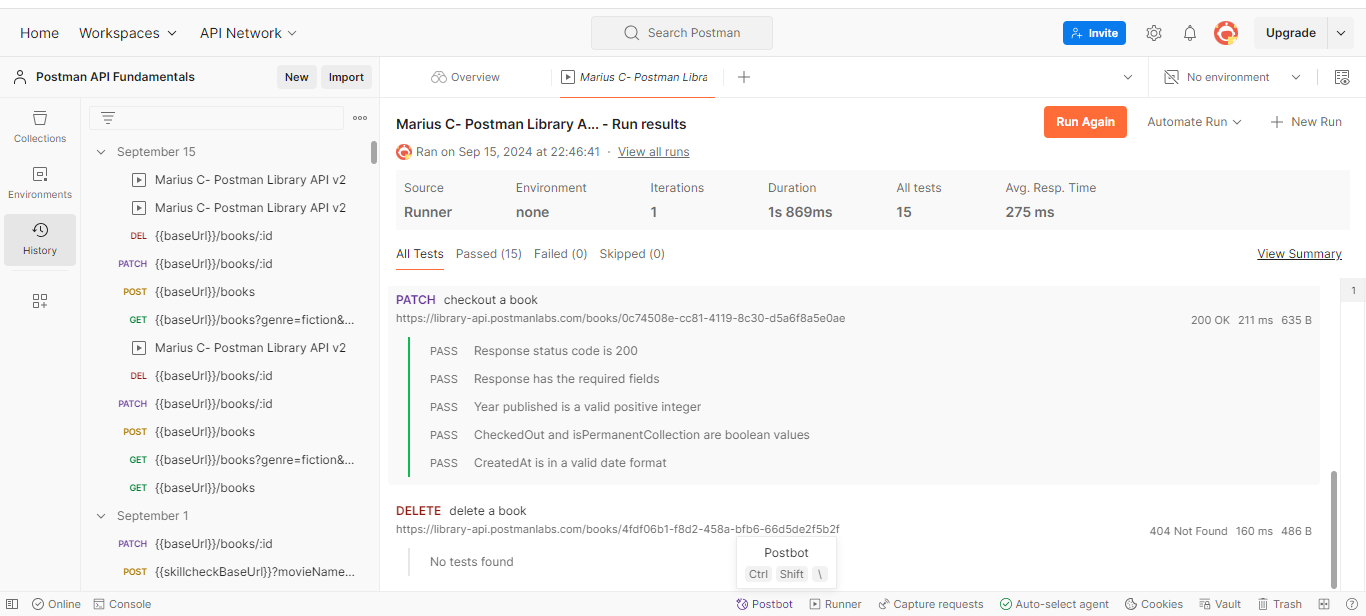 Home Workspaces API Network Search Postman Invite Upgrade
Postman API Fundamentals New Import Overview Marius C- Postman Libra No environment
Collections
Environments
History
September 15
Marius C- Postman Library API v2
Marius C- Postman Library API v2
DEL {{baseUrl}}/books/:id
PATCH {{baseUrl}}/books/:id
POST {{baseUrl}}/books
GET {{baseUrl}}/books?genre=fiction&...
Marius C- Postman Library API v2
DEL {{baseUrl}}/books/:id
PATCH {{baseUrl}}/books/:id
POST {{baseUrl}}/books
GET {{baseUrl}}/books?genre=fiction&...
GET {{baseUrl}}/books
September 1
PATCH {{baseUrl}}/books/:id
POST {{skillcheckBaseUrl}}?movieName...
Marius C- Postman Library A... - Run results Run Again Automate Run New Run
Ran on Sep 15, 2024 at 22:46:41 · View all runs
Source Environment Iterations Duration All tests Avg. Resp. Time
Runner none 1 1s 869ms 15 275 ms
All Tests Passed (15) Failed (0) Skipped (0) View Summary
1
PATCH checkout a book
https://library-api.postmanlabs.com/books/0c74508e-cc81-4119-8c30-d5a6f8a5e0ae 200 OK 211 ms 635 B
PASS Response status code is 200
PASS Response has the required fields
PASS Year published is a valid positive integer
PASS CheckedOut and isPermanentCollection are boolean values
PASS CreatedAt is in a valid date format
DELETE delete a book
https://library-api.postmanlabs.com/books/4fdf06b1-f8d2-458a-bfb6-66d5de2f5b2f 404 Not Found 160 ms 486 B
No tests found
Postbot
Ctrl Shift \
Online Console Postbot Runner Capture requests Auto-select agent Cookies Vault Trash